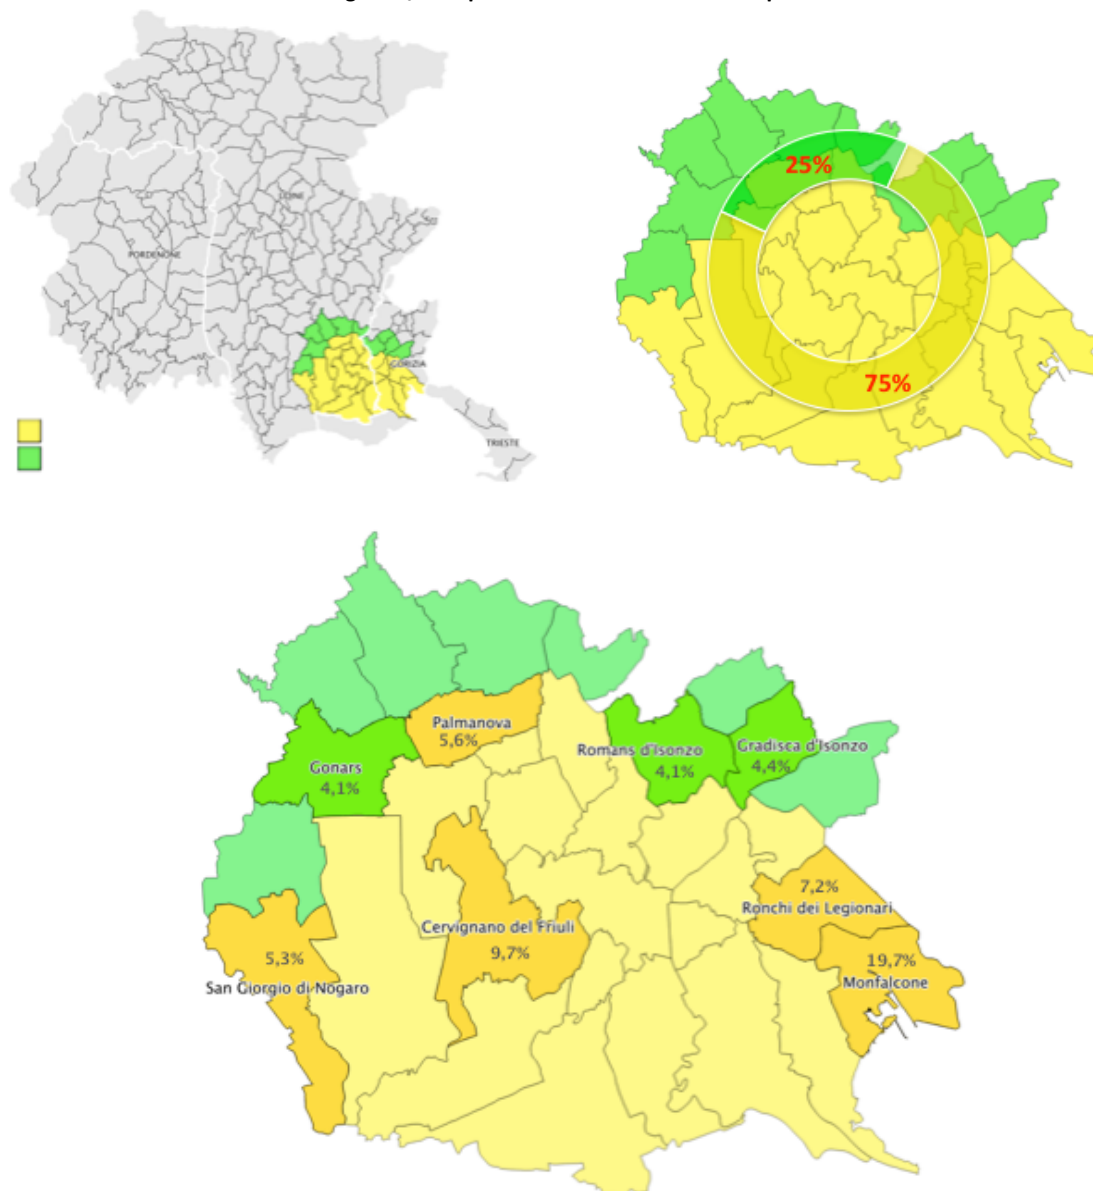 UDINE
PORDENONE
GORIZIA
TRIESTE
25%
75%
Palmanova
5,6%
Romans d'Isonzo
4,1%
Gradisca d'Isonzo
4,4%
Gonars
4,1%
7,2%
Ronchi dei Legionari
Cervignano del Friuli
9,7%
5,3%
San Giorgio di Nogaro
19,7%
Monfalcone